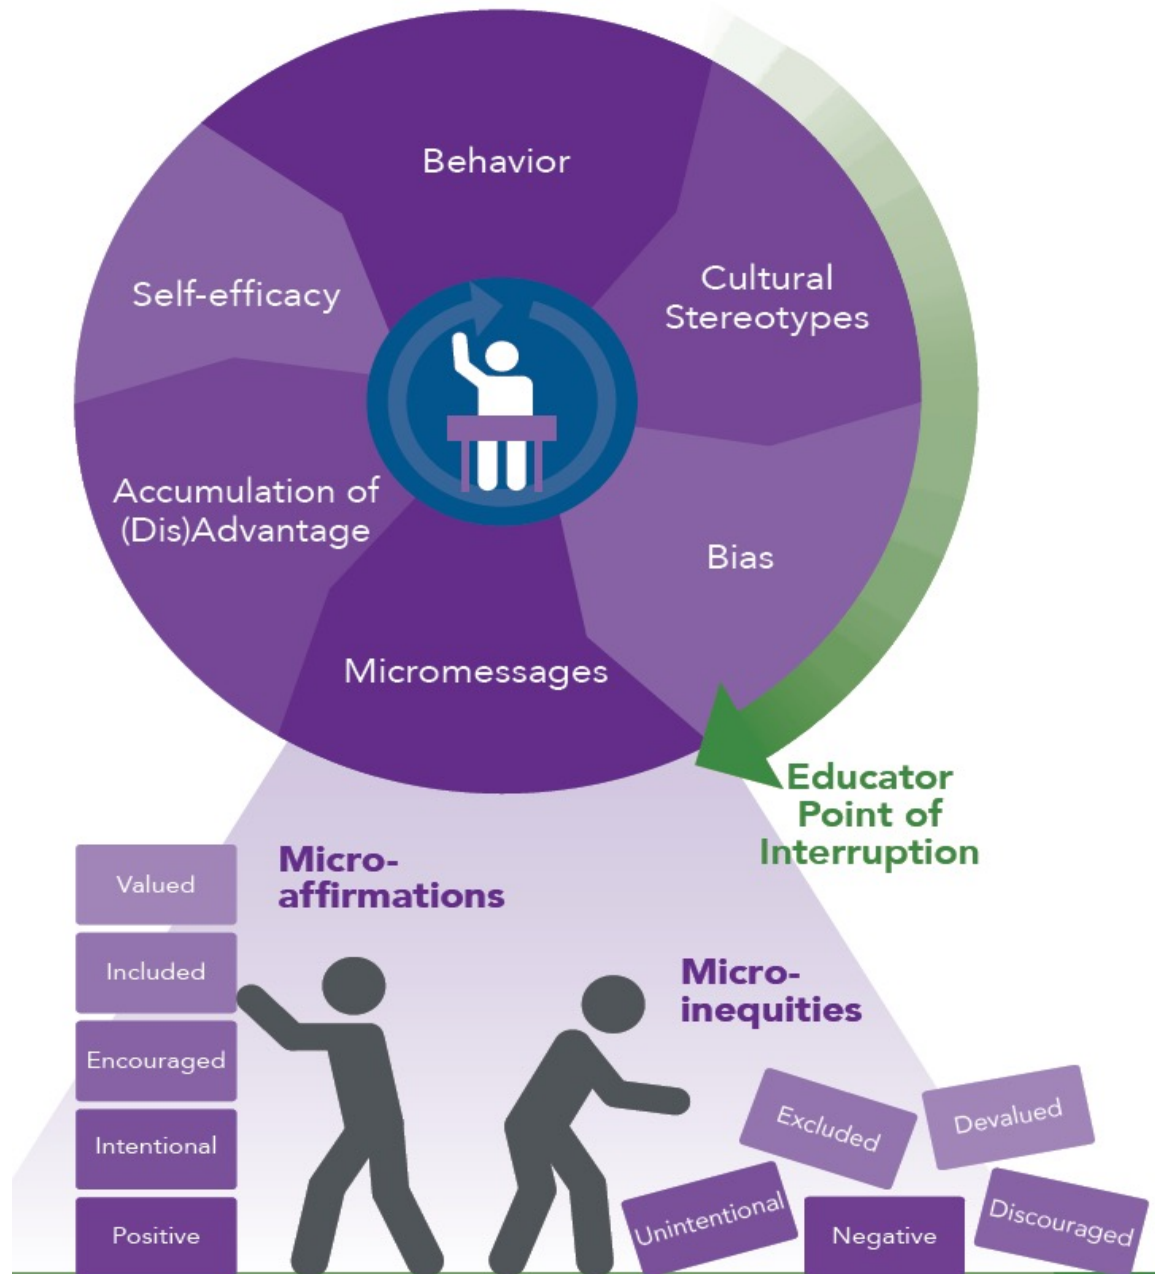 Behavior
Cultural
Stereotypes
Self-efficacy
Accumulation of
(Dis)Advantage
Bias
Micromessages
Educator
Point of
Interruption
Micro-
affirmations
Valued
Included
Encouraged
Intentional
Positive
Micro-
inequities
Excluded
Devalued
Unintentional
Negative
Discouraged